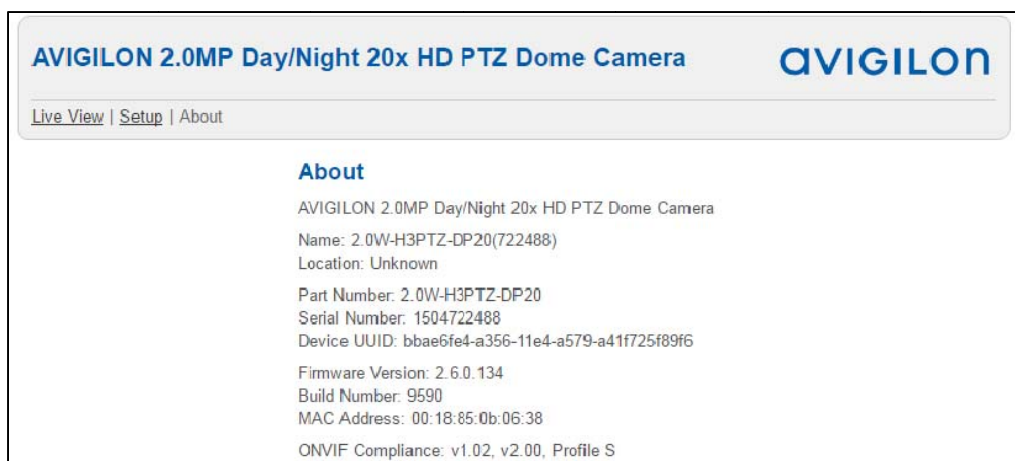 AVIGILON 2.0MP Day/Night 20x HD PTZ Dome Camera
aVIGILON
Live View | Setup | About
About
AVIGILON 2.0MP Day/Night 20x HD PTZ Dome Camera
Name: 2.0W-H3PTZ-DP20(722488)
Location: Unknown
Part Number: 2.0W-H3PTZ-DP20
Serial Number: 1504722488
Device UUID: bbae6fe4-a356-11e4-a579-a41f725f89f6
Firmware Version: 2.6.0.134
Build Number: 9590
MAC Address: 00:18:85:0b:06:38
ONVIF Compliance: v1.02, v2.00, Profile S